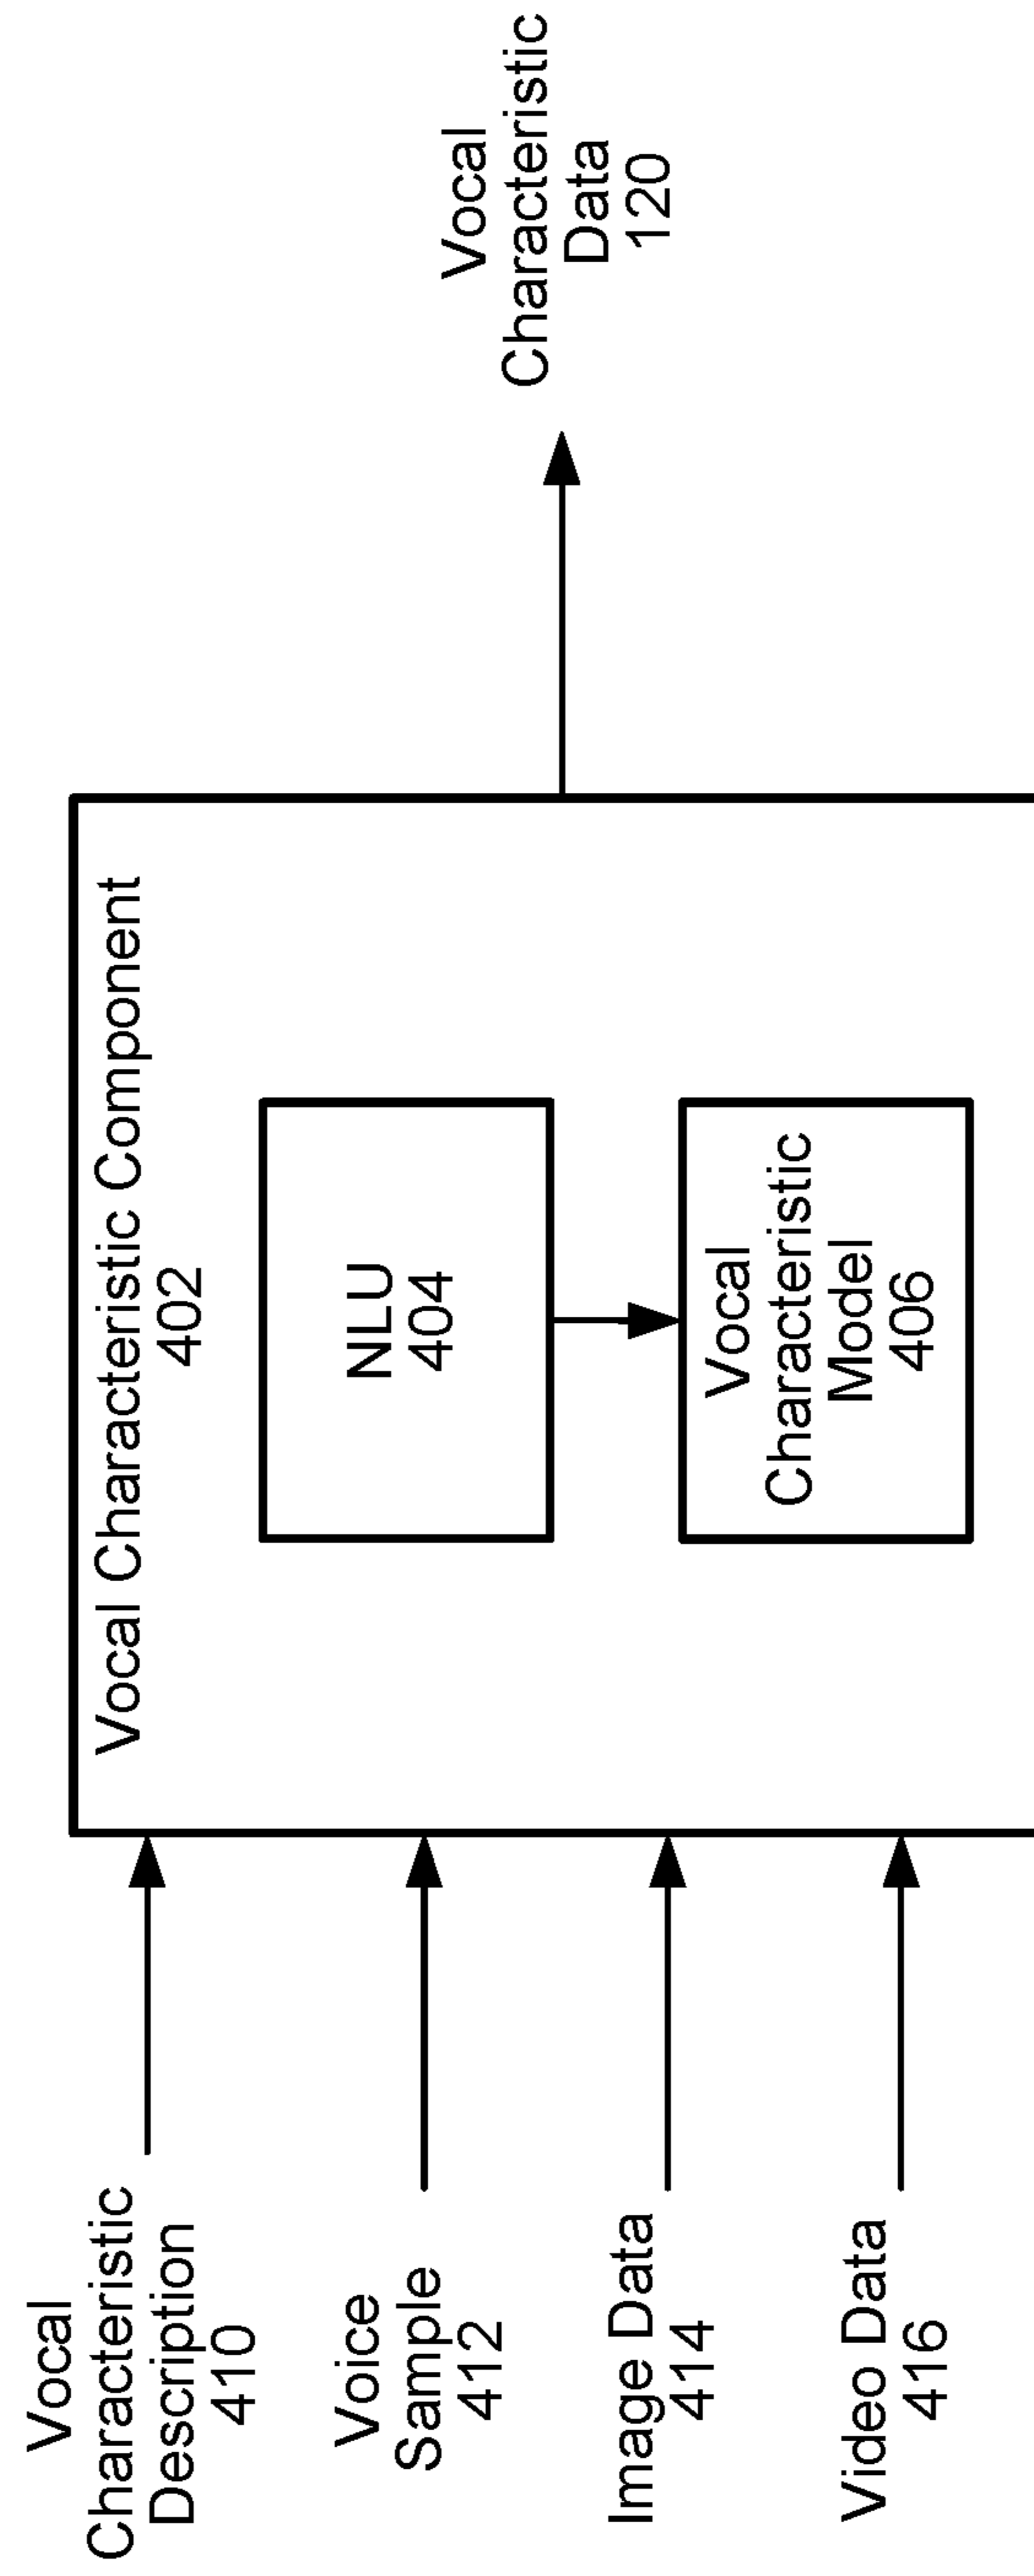 Vocal
Characteristic
Description
410
Voice
Sample
412
Image Data
414
Video Data
416
Vocal Characteristic Component
402
NLU
404
Vocal
Characteristic
Model
406
Vocal
Characteristic
Data
120